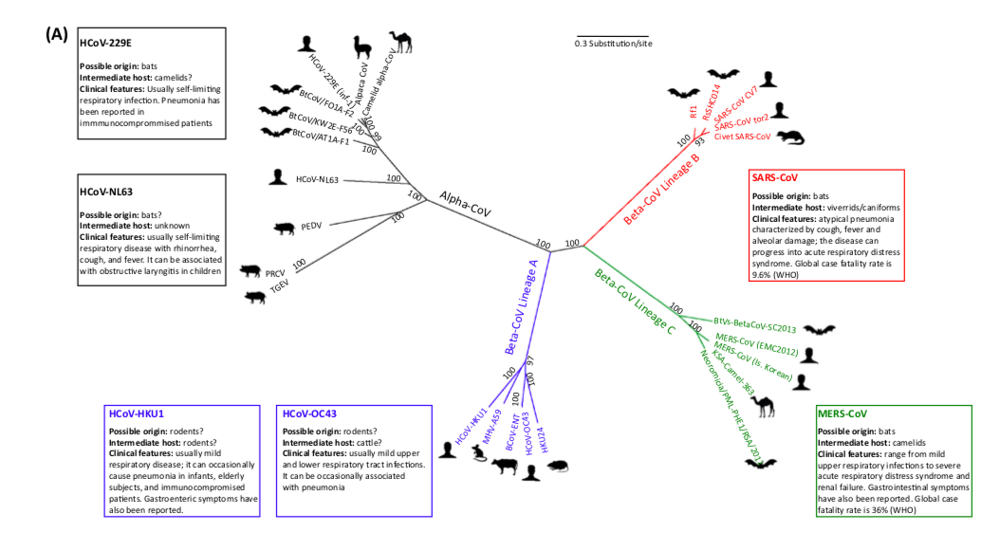 (A)
HCoV-229E
Possible origin: bats
Intermediate host: camelids?
Clinical features: Usually self-limiting
respiratory infection. Pneumonia has
been reported in
immmunocomprommised patients
HCoV-NL63
Possible origin: bats?
Intermediate host: unknown
Clinical features: usually self-limiting
respiratory disease with rhinorrhea,
cough, and fever. It can be associated
with obstructive laryngitis in children
HCoV-229E (inf-1)
Alpaca CoV
Camelid alpha-CoV
BtCoV/FO1A-F2
BtCoV/KW2E-F56
BtCoV/AT1A-F1
100
100
99
100
HCoV-NL63
100
100
PEDV
100
PRCV
TGEV
100
Alpha-CoV
100
100
0.3 Substitution/site
Rf1
RsSHC014
SARS-CoV CV7
SARS-CoV tor2
Civet SARS-CoV
100
93
Beta-CoV Lineage B
SARS-CoV
Possible origin: bats
Intermediate host: viverrids/caniforms
Clinical features: atypical pneumonia
characterized by cough, fever and
alveolar damage; the disease can
progress into acute respiratory distress
syndrome. Global case fatality rate is
9.6% (WHO)
Beta-CoV Lineage C
100
100
BtVs-BetaCoV-SC2013
MERS-CoV (EMC2012)
MERS-CoV (Is. Korean)
KSA-Camel-363
Neoromicia/PML-PHE1/RSA/2011
MERS-CoV
Possible origin: bats
Intermediate host: camelids
Clinical features: range from mild
upper respiratory infections to severe
acute respiratory distress syndrome and
renal failure. Gastrointestinal symptoms
have also been reported. Global case
fatality rate is 36% (WHO)
Beta-CoV Lineage A
97
100
100
100
HCoV-HKU1
MHV-A59
BCoV-ENT
HCoV-OC43
HKU24
HCoV-HKU1
Possible origin: rodents?
Intermediate host: rodents?
Clinical features: usually mild
respiratory disease; it can occasionally
cause pneumonia in infants, elderly
subjects, and immunocompromised
patients. Gastroenteric symptoms have
also been reported.
HCoV-OC43
Possible origin: rodents?
Intermediate host: cattle?
Clinical features: usually mild upper
and lower respiratory tract infections.
It can be occasionally associated
with pneumonia